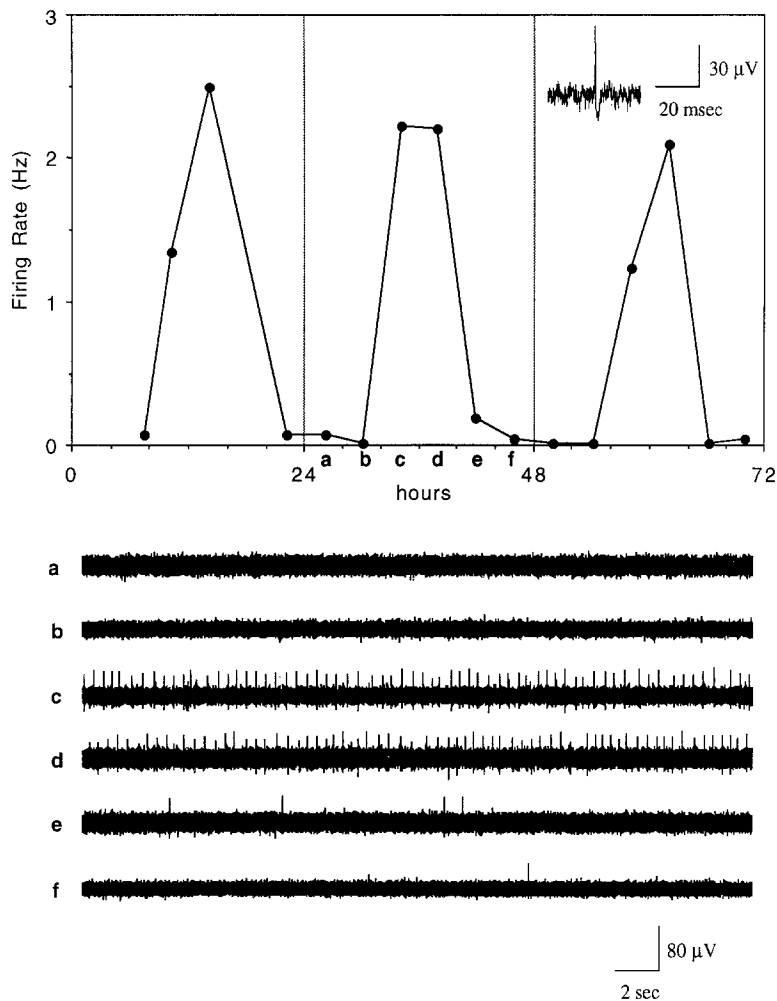 3
30 μV
20 msec
2
Firing Rate (Hz)
1
0
0 24 48 72
a b c d e f
hours
a
b
c
d
e
f
80 μV
2 sec